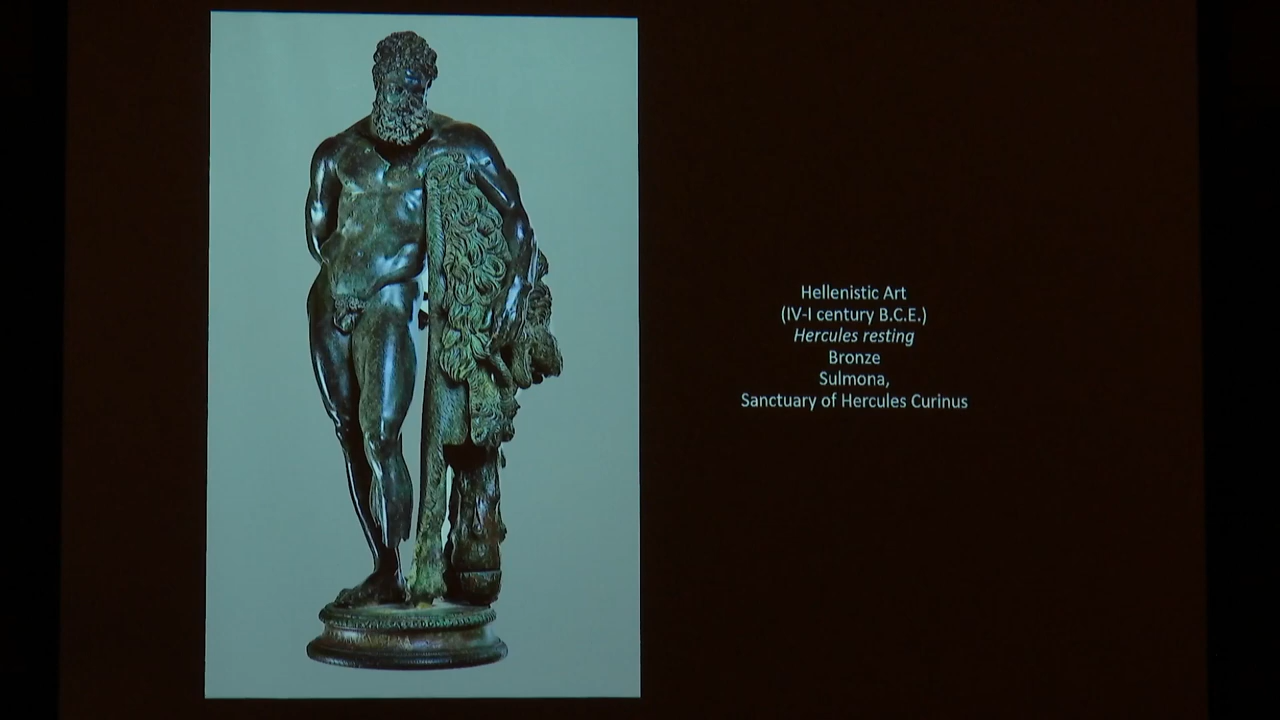 Hellenistic Art
(IV-I century B.C.E.)
Hercules resting
Bronze
Sulmona,
Sanctuary of Hercules Curinus